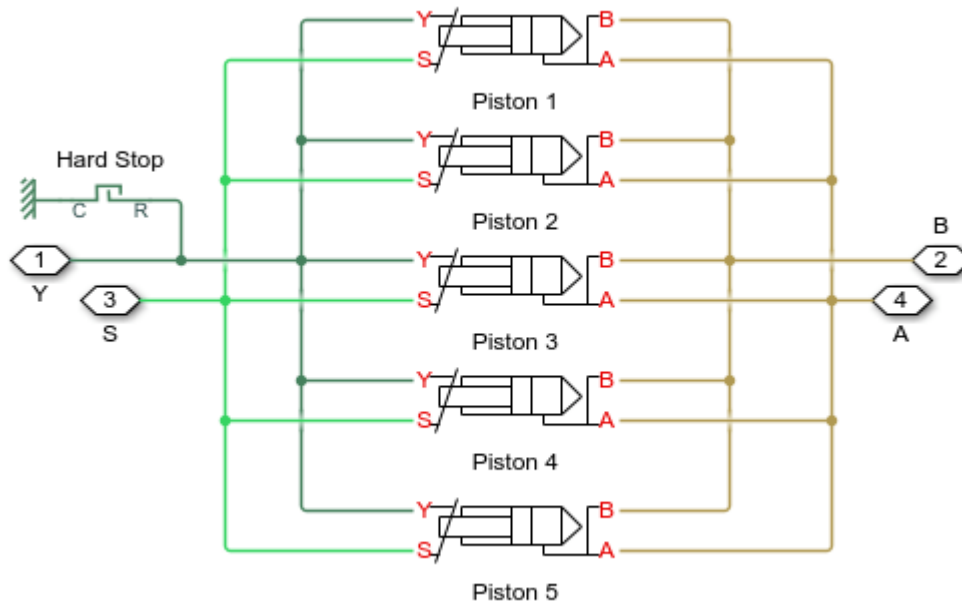 Y B
S A
Piston 1
Y B
S A
Piston 2
Hard Stop
C R
B
1 Y B 2
Y
3 S A 4
S A
Piston 3
Y B
S A
Piston 4
Y B
S A
Piston 5